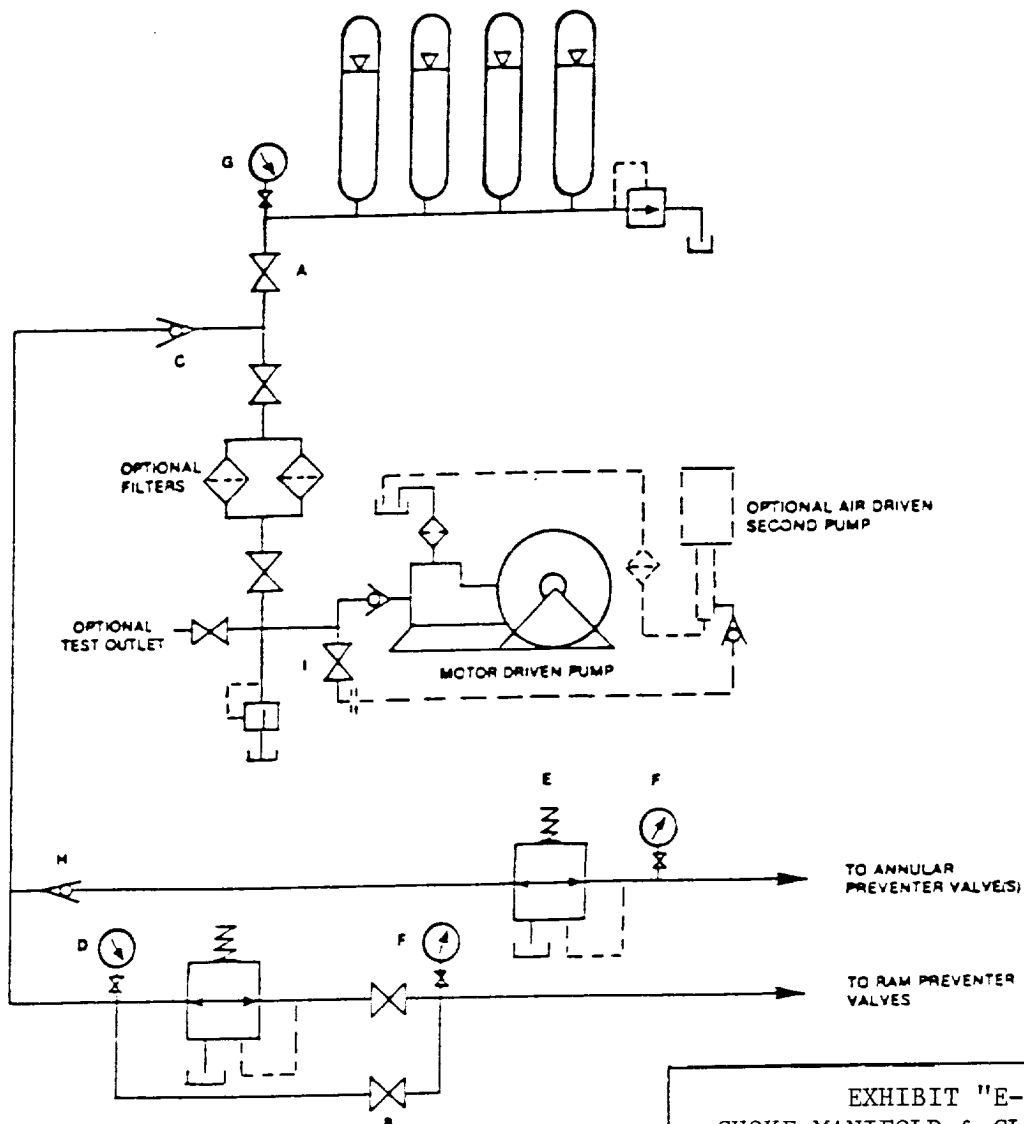 G
A
C
OPTIONAL
FILTERS
OPTIONAL AIR DRIVEN
SECOND PUMP
OPTIONAL
TEST OUTLET
I
MOTOR DRIVEN PUMP
E
F
H
TO ANNULAR
PREVENTER VALVE(S)
D
F
TO RAM PREVENTER
VALVES
EXHIBIT "E-
CHOKE MANIFOLD &